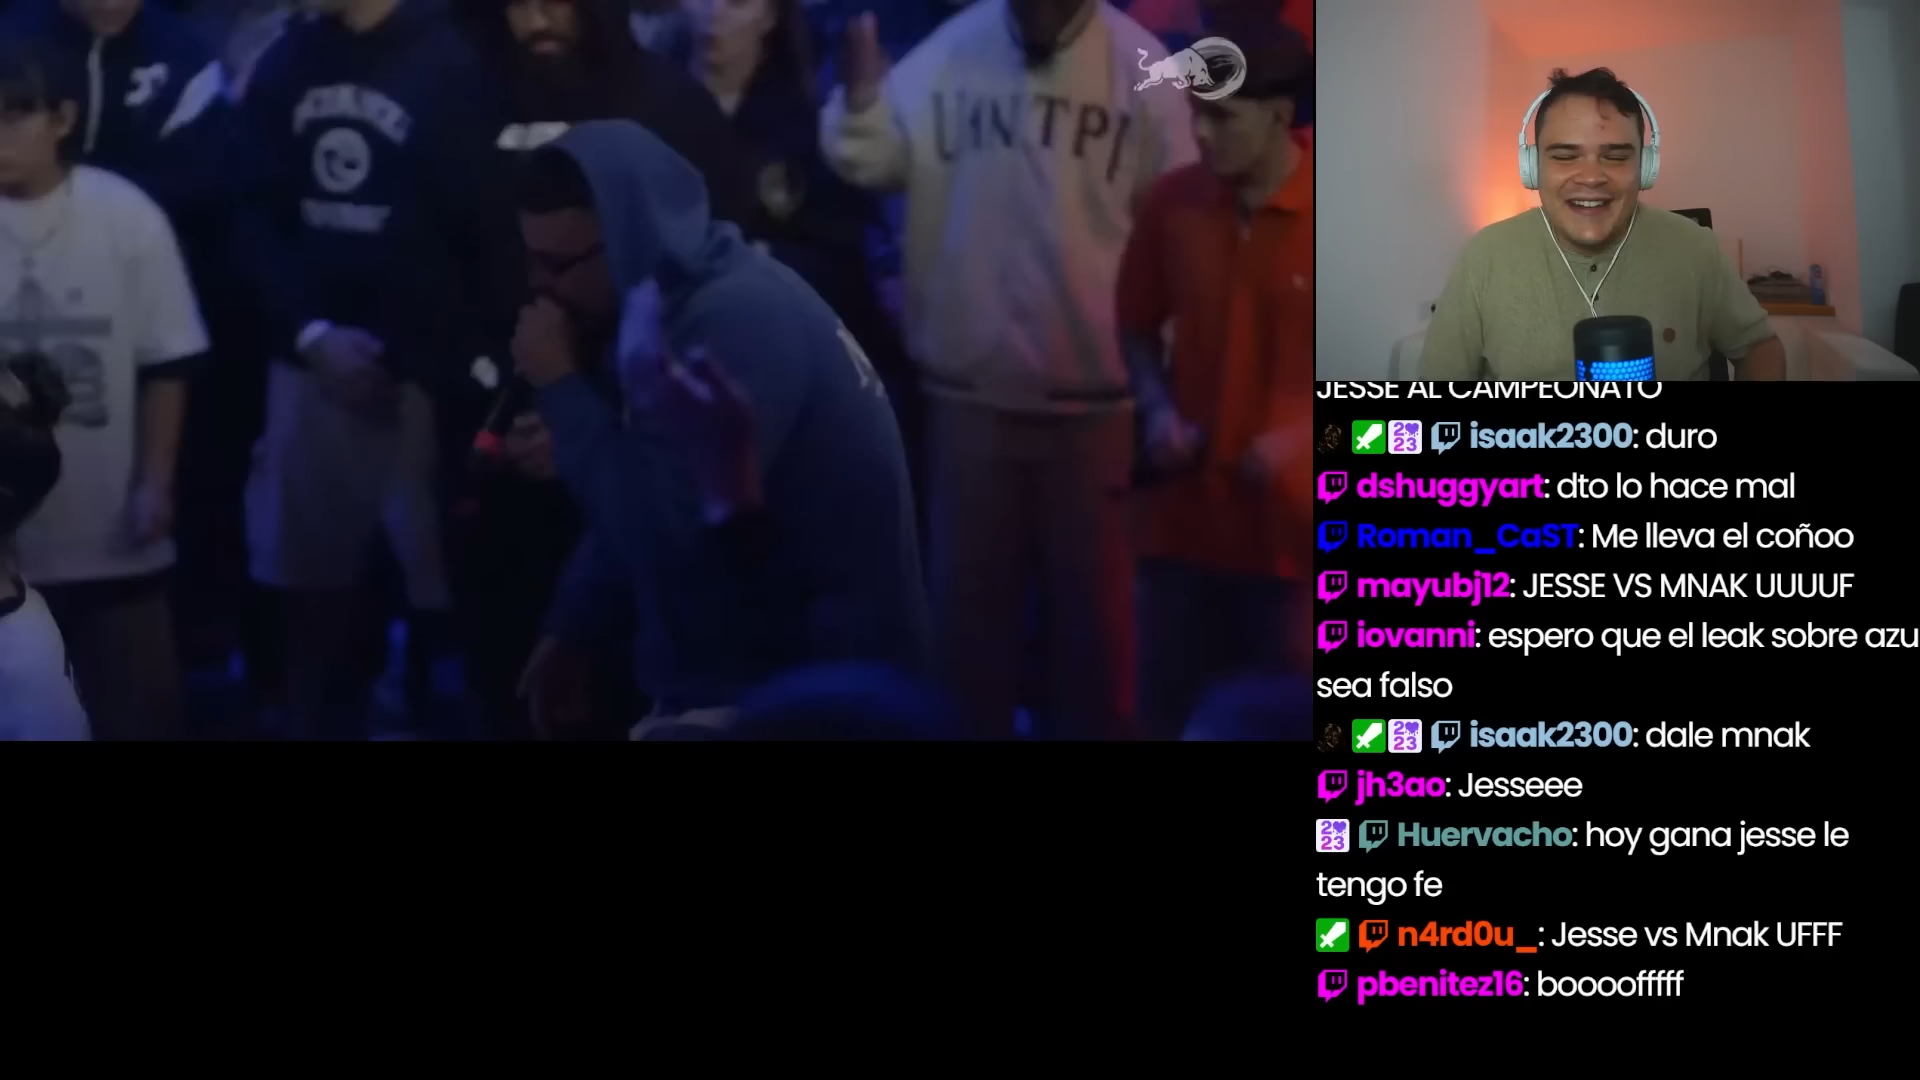 JESSE AL CAMPEONATO
isaak2300: duro
dshuggyart: dto lo hace mal
Roman_CaST: Me lleva el coñoo
mayubj12: JESSE VS MNAK UUUUF
iovanni: espero que el leak sobre azu
sea falso
isaak2300: dale mnak
jh3ao: Jesseee
Huervacho: hoy gana jesse le
tengo fe
n4rd0u_: Jesse vs Mnak UFFF
pbenitez16: boooofffff